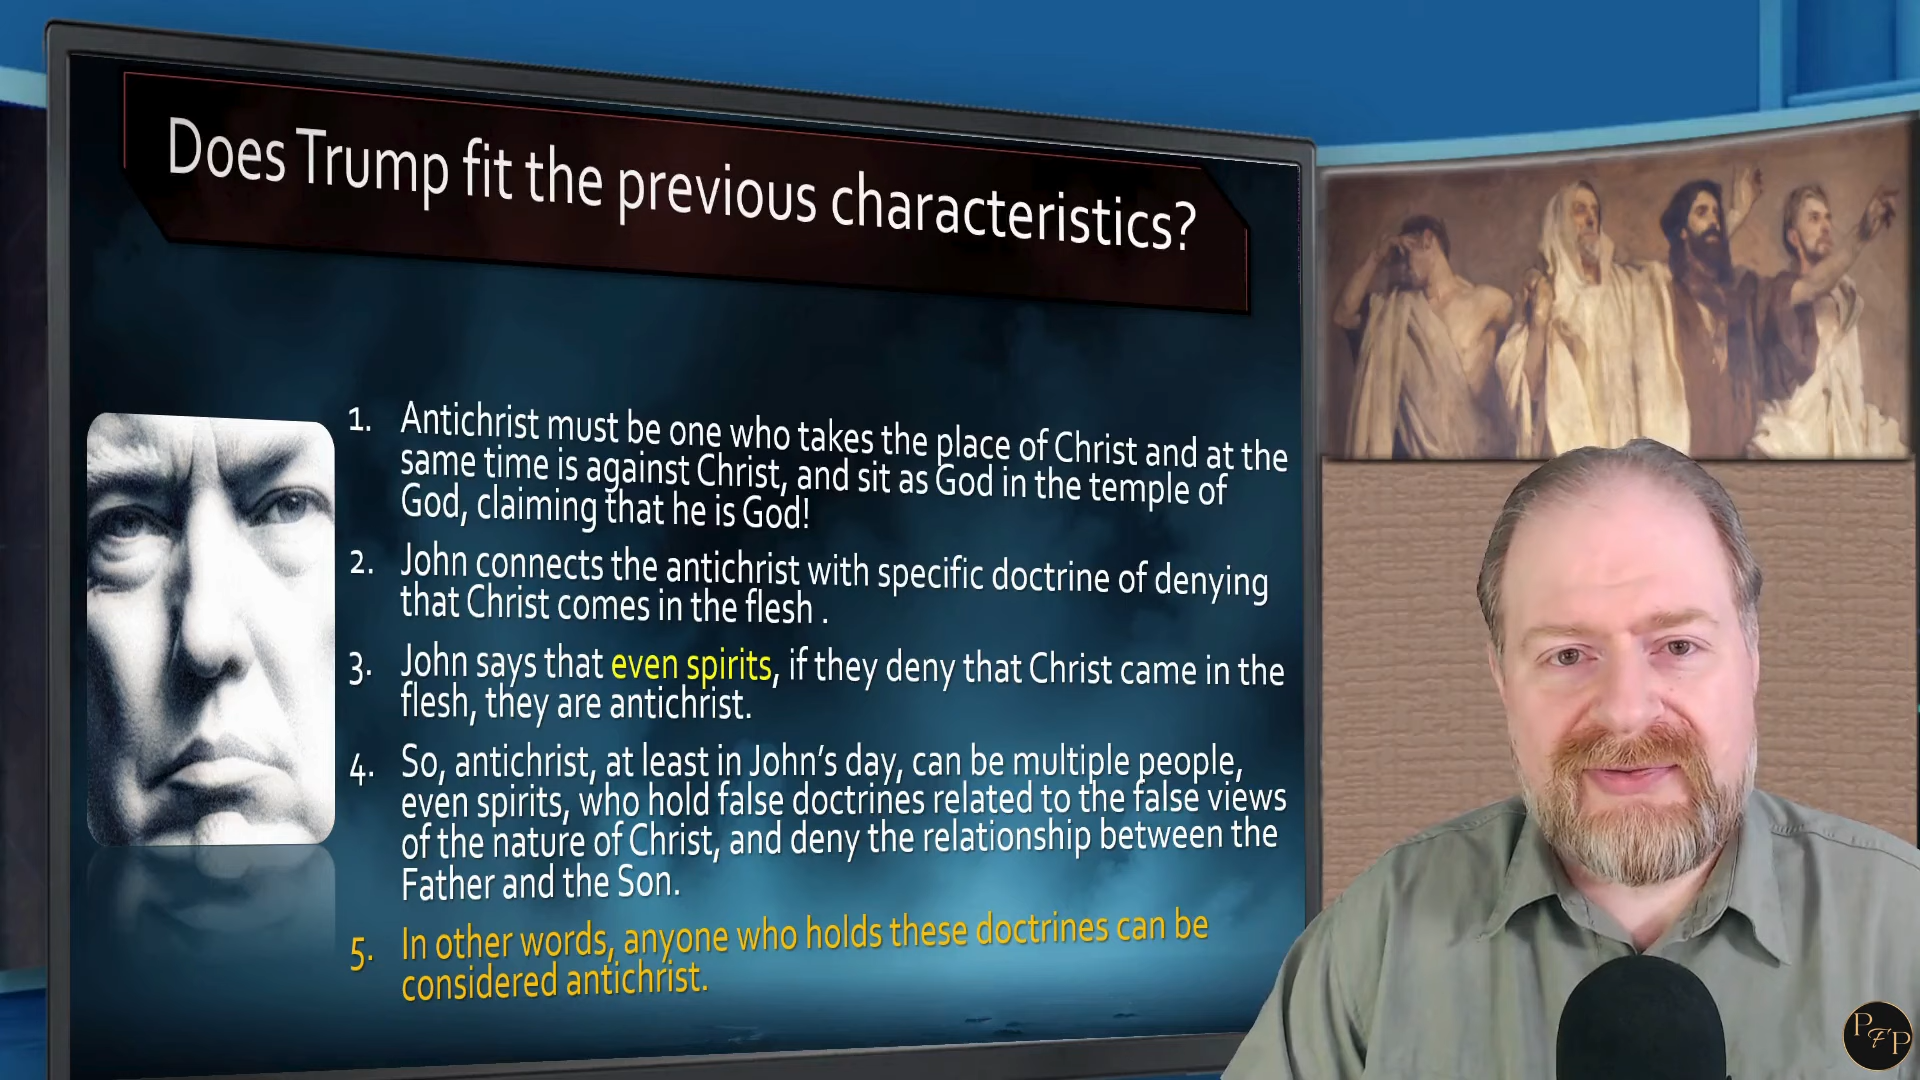 Does Trump fit the previous characteristics?
1. Antichrist must be one who takes the place of Christ and at the
same time is against Christ, and sit as God in the temple of
God, claiming that he is God!
2. John connects the antichrist with specific doctrine of denying
that Christ comes in the flesh .
3. John says that even spirits, if they deny that Christ came in the
flesh, they are antichrist.
4. So, antichrist, at least in John's day, can be multiple people,
even spirits, who hold false doctrines related to the false views
of the nature of Christ, and deny the relationship between the
Father and the Son.
5. In other words, anyone who holds these doctrines can be
considered antichrist.
P F P